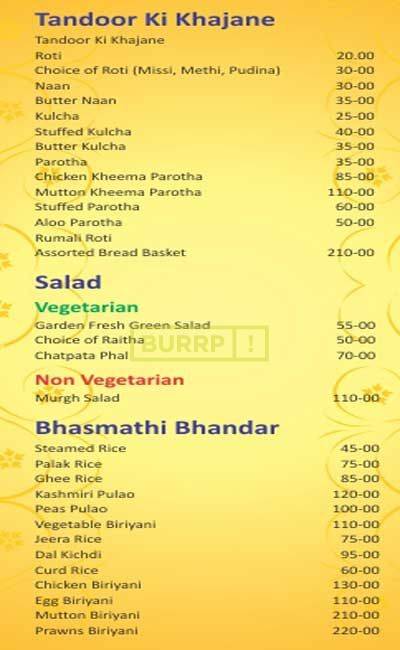 Tandoor Ki Khajane
Tandoor Ki Khajane
Roti 20.00
Choice of Roti (Missi, Methi, Pudina) 30-00
Naan 30-00
Butter Naan 35-00
Kulcha 25-00
Stuffed Kulcha 40-00
Butter Kulcha 35-00
Parotha 35-00
Chicken Kheema Parotha 85-00
Mutton Kheema Parotha 110-00
Stuffed Parotha 60-00
Aloo Parotha 50-00
Rumali Roti
Assorted Bread Basket 210-00
Salad
Vegetarian
Garden Fresh Green Salad 55-00
Choice of Raitha 50-00
Chatpata Phal 70-00
BURRP!
Non Vegetarian
Murgh Salad 110-00
Bhasmathi Bhandar
Steamed Rice 45-00
Palak Rice 75-00
Ghee Rice 85-00
Kashmiri Pulao 120-00
Peas Pulao 100-00
Vegetable Biriyani 110-00
Jeera Rice 75-00
Dal Kichdi 95-00
Curd Rice 60-00
Chicken Biriyani 130-00
Egg Biriyani 110-00
Mutton Biriyani 210-00
Prawns Biriyani 220-00